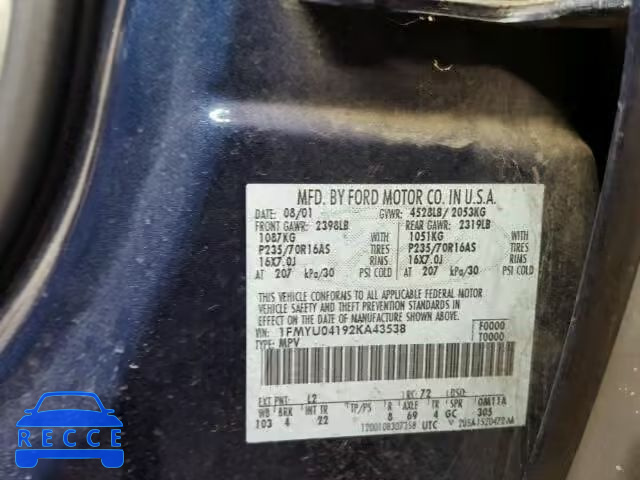 MFD. BY FORD MOTOR CO. IN U.S.A.
DATE: 08/01 GVWR: 4528LB/ 2053KG
FRONT GAWR: 2398LB REAR GAWR: 2319LB
1087KG WITH 1051KG WITH
P235/70R16AS TIRES P235/70R16AS TIRES
16X7.0J RIMS 16X7.0J RIMS
AT 207 kPa/30 PSI COLD AT 207 kPa/30 PSI COLD
THIS VEHICLE CONFORMS TO ALL APPLICABLE FEDERAL MOTOR
VEHICLE SAFETY AND THEFT PREVENTION STANDARDS IN
EFFECT ON THE DATE OF MANUFACTURE SHOWN ABOVE.
VIN: 1FMYU04192KA43538 F0000
TYPE: MPV T0000
EXT PNT: L2 RC: 72 DSO:
WB BRK INT TR TP/PS R AXLE TR SPR OM11A
103 4 22 8 69 4 GC 305
UTC
RECCE